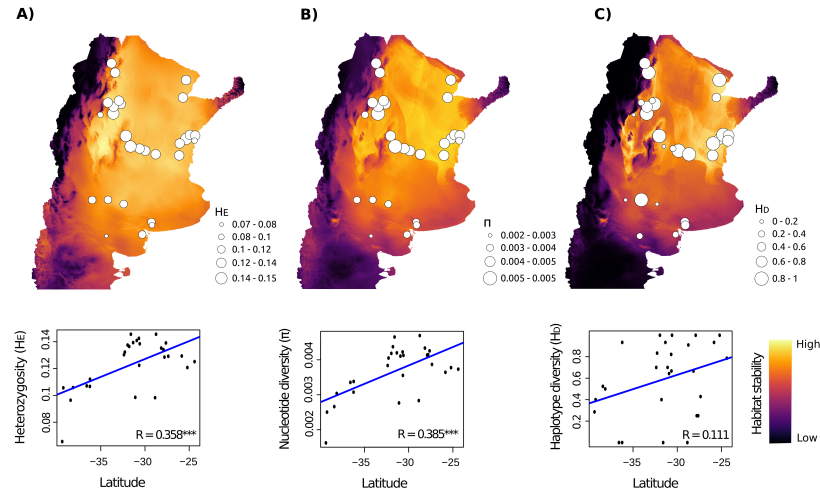 A)
B)
C)
HE
0.07 - 0.08
0.08 - 0.1
0.1 - 0.12
0.12 - 0.14
0.14 - 0.15
π
0.002 - 0.003
0.003 - 0.004
0.004 - 0.005
0.005 - 0.005
HD
0 - 0.2
0.2 - 0.4
0.4 - 0.6
0.6 - 0.8
0.8 - 1
Heterozygosity (HE)
0.08
0.1
0.12
0.14
R = 0.358***
−35
−30
−25
Latitude
Nucleotide diversity (π)
0.002
0.003
0.004
R = 0.385***
−35
−30
−25
Latitude
Haplotype diversity (HD)
0.2
0.4
0.6
0.8
R = 0.111
−35
−30
−25
Latitude
Habitat stability
High
Low